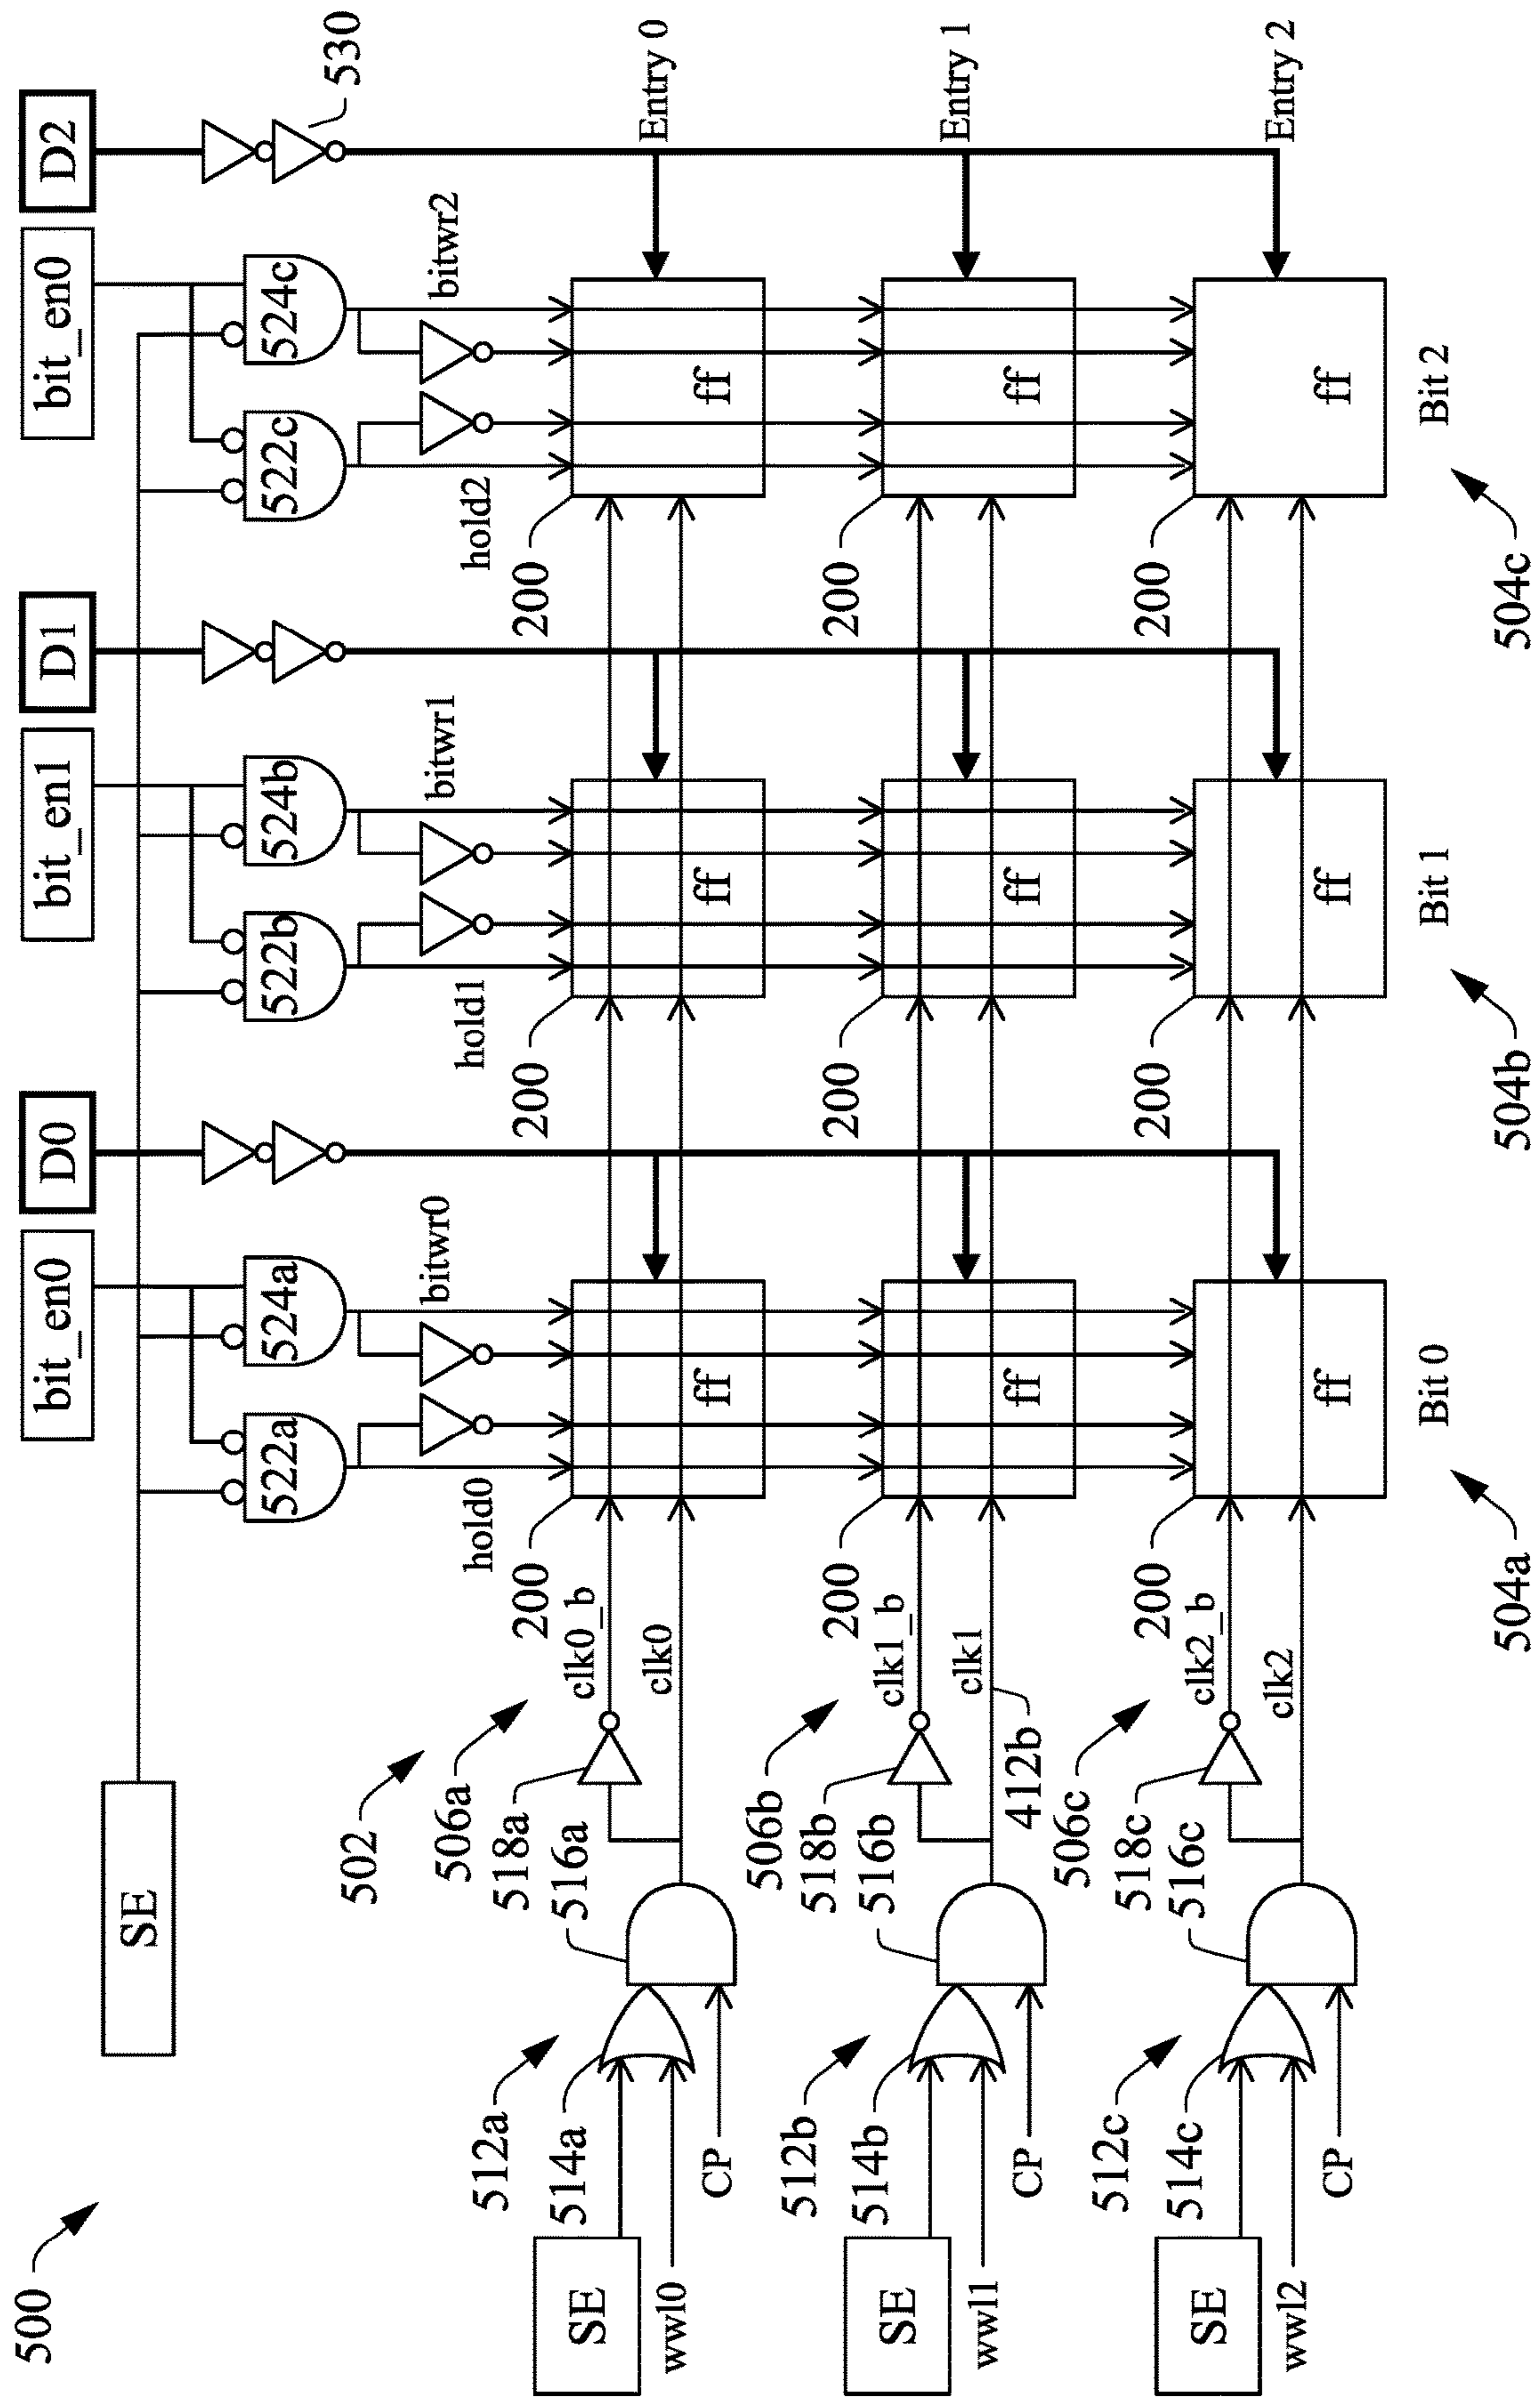 500
SE
bit_en0
D0
bit_en1
D1
bit_en0
D2
522a
524a
522b
524b
522c
524c
530
hold0
bitwr0
hold1
bitwr1
hold2
bitwr2
502
506a
512a
514a
516a
518a
clk0_b
clk0
SE
wwl0
CP
200
ff
200
ff
200
ff
Entry 0
506b
512b
514b
516b
518b
clk1_b
clk1
412b
SE
wwl1
CP
200
ff
200
ff
200
ff
Entry 1
506c
512c
514c
516c
518c
clk2_b
clk2
SE
wwl2
CP
200
ff
200
ff
200
ff
Entry 2
Bit 0
Bit 1
Bit 2
504a
504b
504c